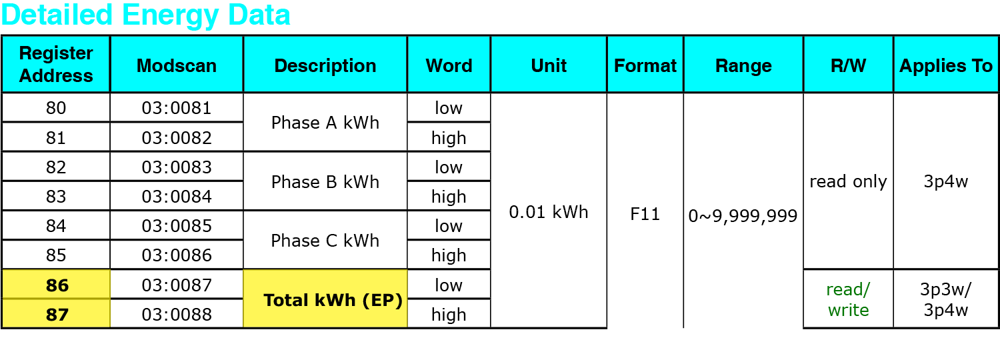 Detailed Energy Data
Register Address Modscan Description Word Unit Format Range R/W Applies To
80 03:0081 Phase A kWh low 0.01 kWh F11 0~9,999,999 read only 3p4w
81 03:0082 high
82 03:0083 Phase B kWh low
83 03:0084 high
84 03:0085 Phase C kWh low
85 03:0086 high
86 03:0087 Total kWh (EP) low read/ write 3p3w/ 3p4w
87 03:0088 high